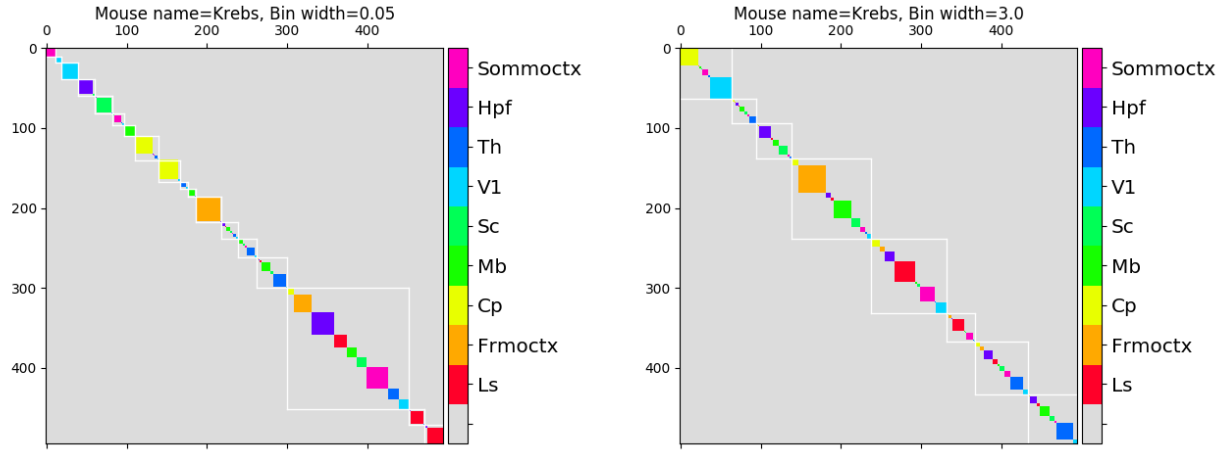 Mouse name=Krebs, Bin width=0.05
0 100 200 300 400
0
100
200
300
400
Sommoctx
Hpf
Th
V1
Sc
Mb
Cp
Frmoctx
Ls
Mouse name=Krebs, Bin width=3.0
0 100 200 300 400
0
100
200
300
400
Sommoctx
Hpf
Th
V1
Sc
Mb
Cp
Frmoctx
Ls